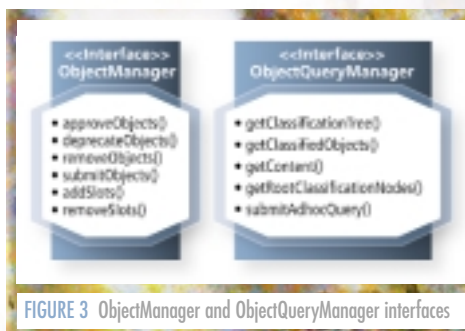 <<Interface>>
ObjectManager
• approveObjects()
• deprecateObjects()
• removeObjects()
• submitObjects()
• addSlots()
• removeSlots()
<<Interface>>
ObjectQueryManager
• getClassificationTree()
• getClassifiedObjects()
• getContent()
• getRootClassificationNodes()
• submitAdhocQuery()
FIGURE 3 ObjectManager and ObjectQueryManager interfaces